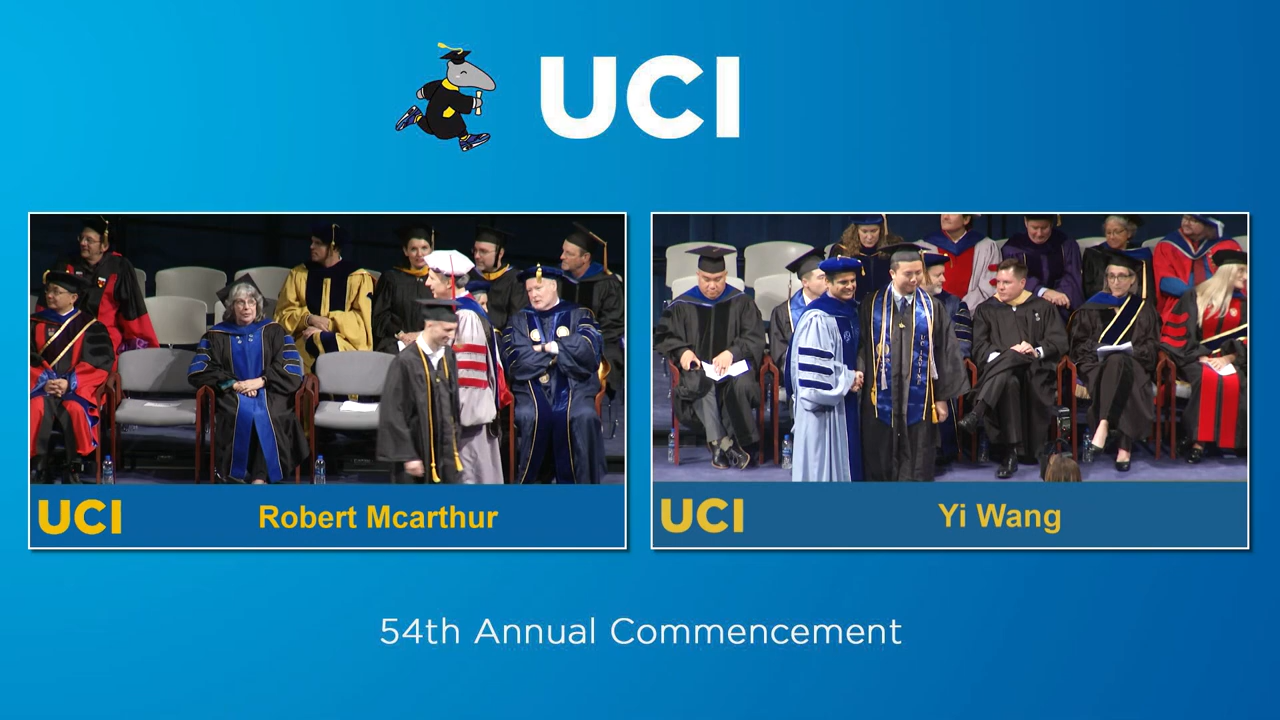 UCI
UCI
Robert Mcarthur
UCI
Yi Wang
54th Annual Commencement